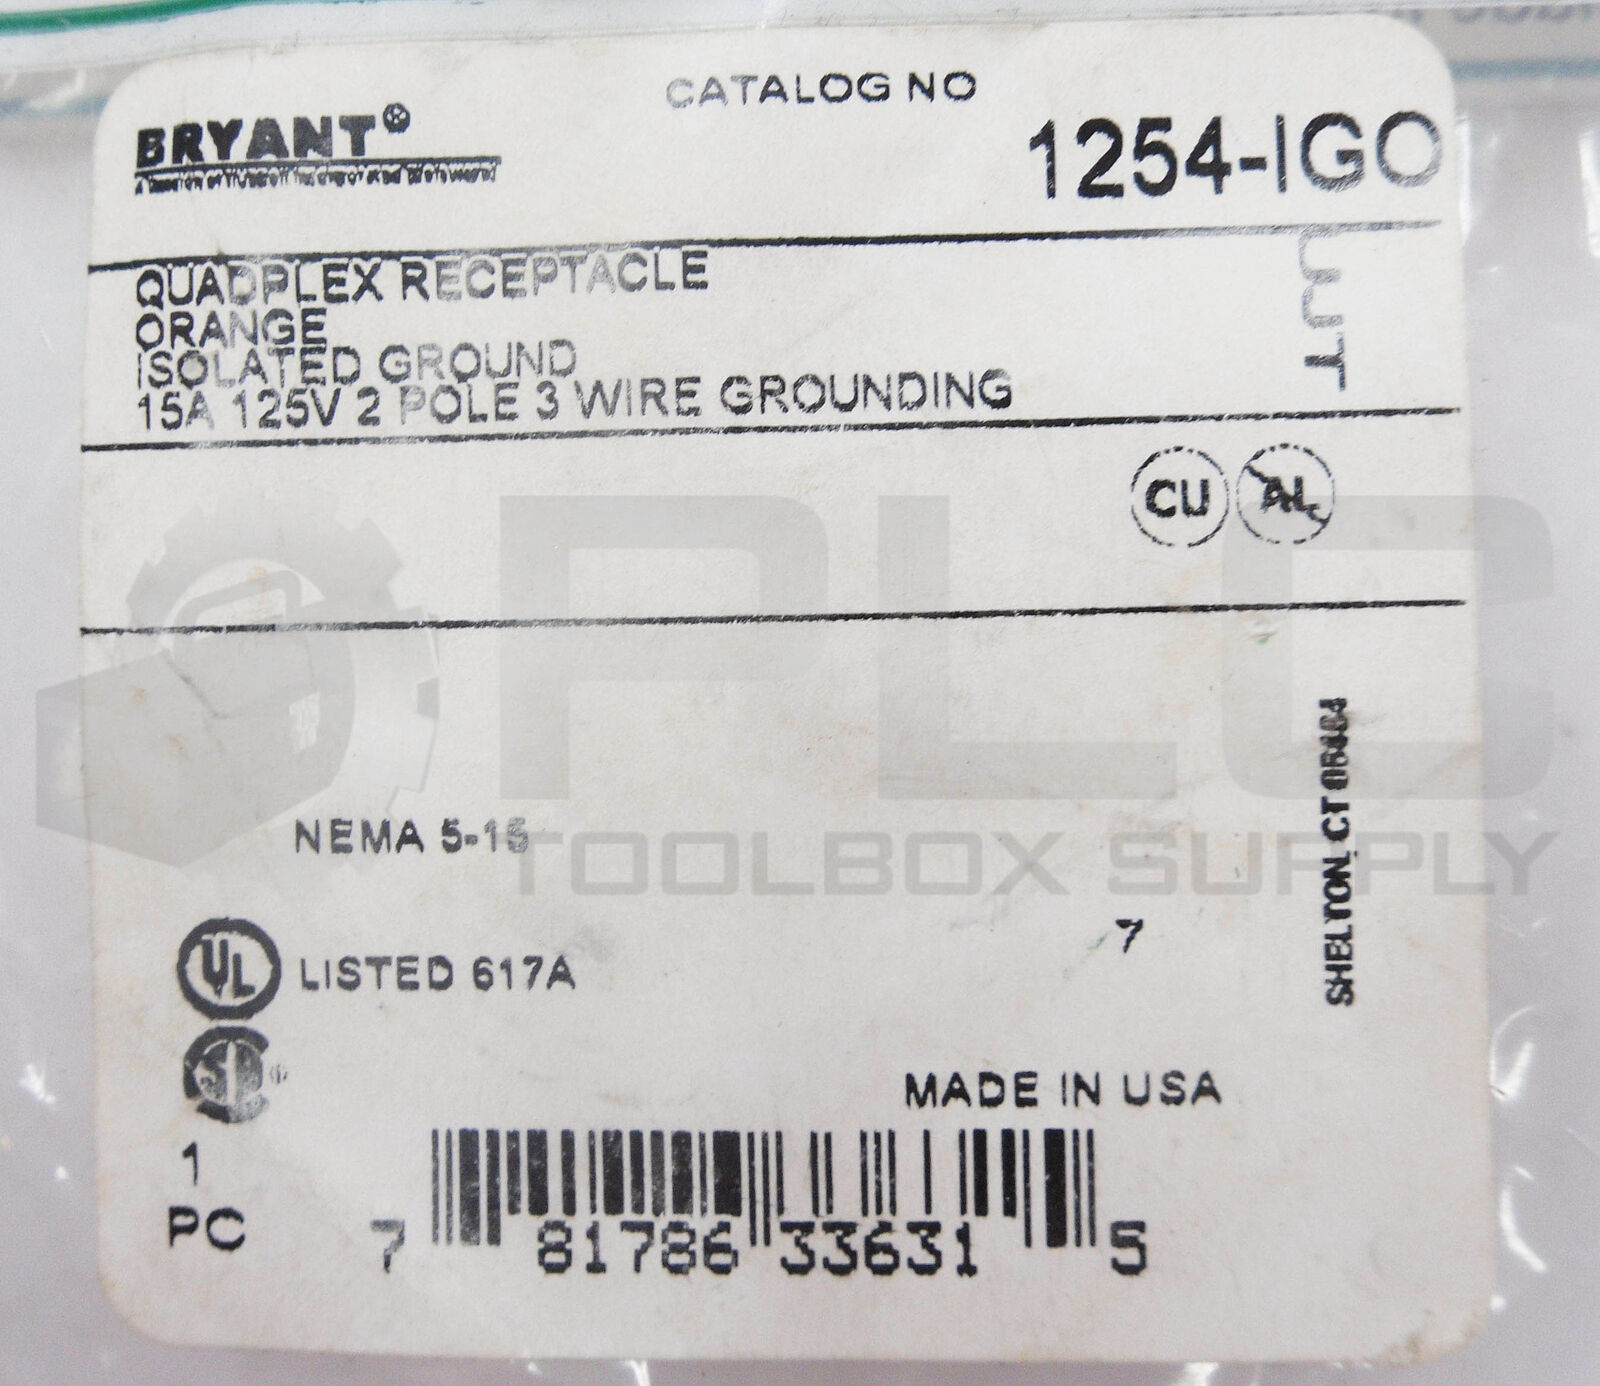 BRYANT®
CATALOG NO
1254-IGO
QUADPLEX RECEPTACLE
ORANGE
ISOLATED GROUND
15A 125V 2 POLE 3 WIRE GROUNDING
CU AL
PLC
TOOLBOX SUPPLY
NEMA 5-15
SHELTON, CT 06484
7
UL LISTED 617A
SP ®
MADE IN USA
1
PC
7 81786 33631 5